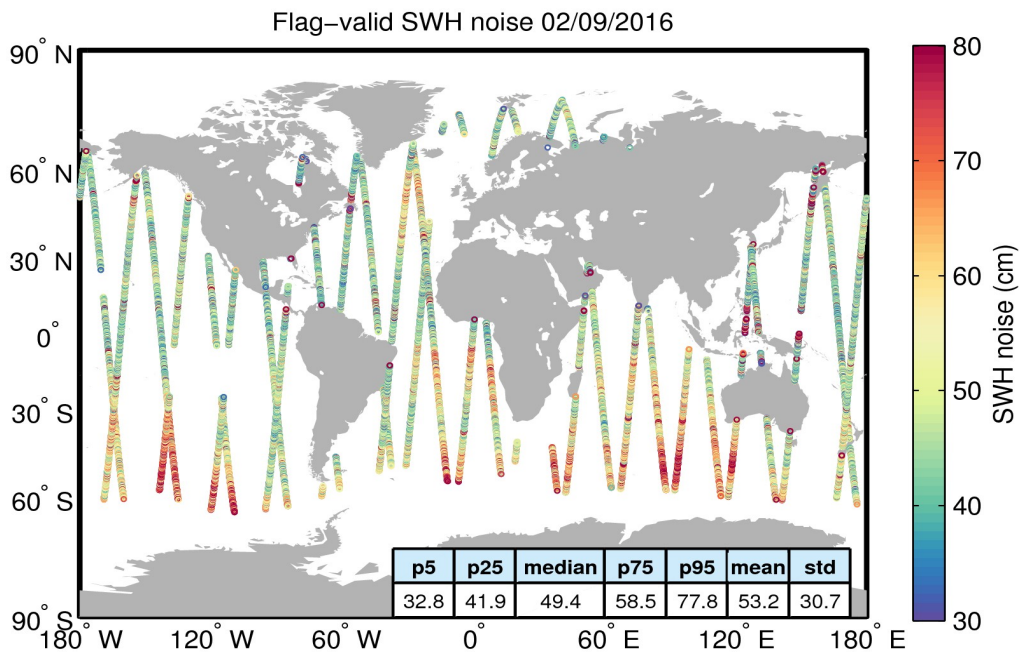 Flag−valid SWH noise 02/09/2016
90° N
60° N
30° N
0°
30° S
60° S
90° S
180° W
120° W
60° W
0°
60° E
120° E
180° E
p5 p25 median p75 p95 mean std
32.8 41.9 49.4 58.5 77.8 53.2 30.7
80
70
60
50
40
30
SWH noise (cm)